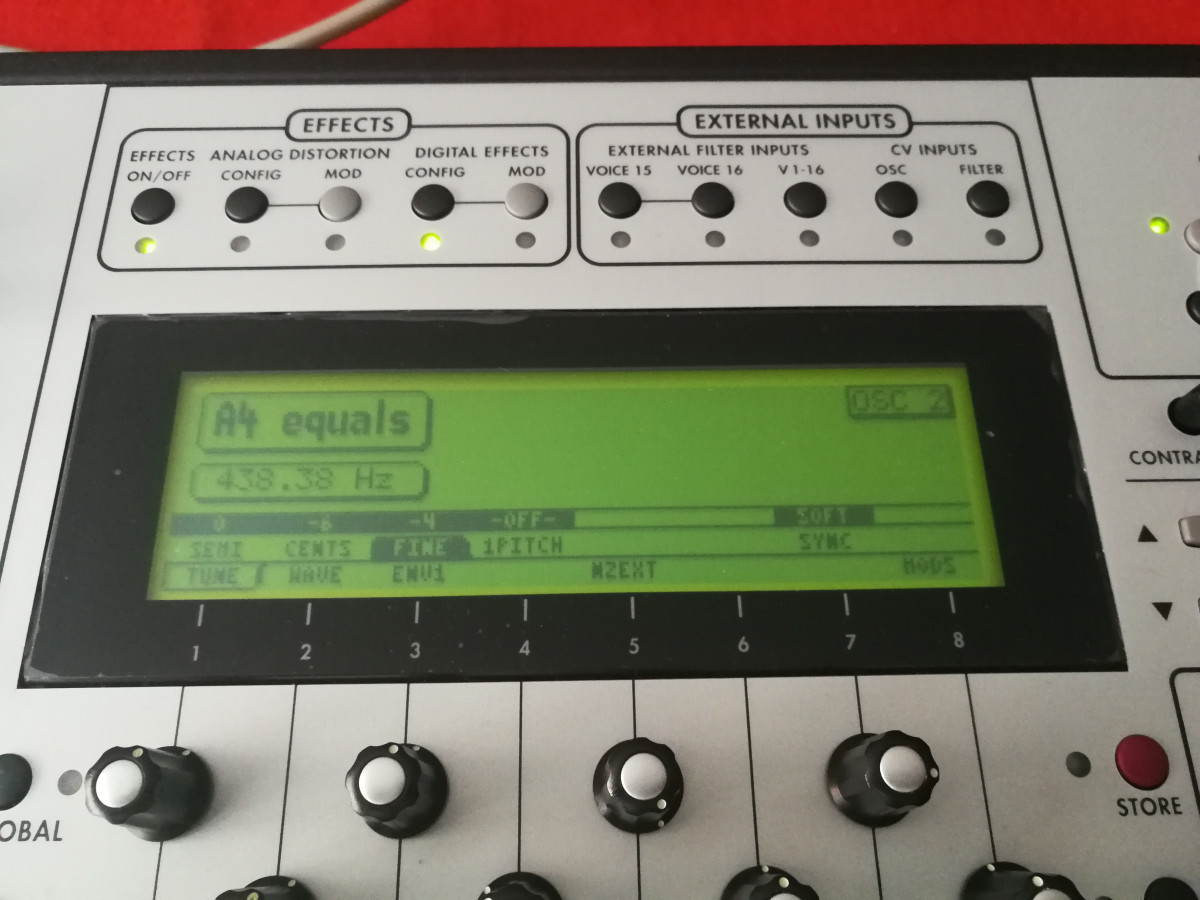 EFFECTS
EXTERNAL INPUTS
EFFECTS ON/OFF
ANALOG DISTORTION
CONFIG MOD
DIGITAL EFFECTS
CONFIG MOD
EXTERNAL FILTER INPUTS
VOICE 15 VOICE 16 V 1-16
CV INPUTS
OSC FILTER
A4 equals
OSC 2
438.38 Hz
0 -6 -4 -OFF- SOFT
SEMI CENTS FINE 1PITCH SYNC
TUNE WAVE ENV1 NZEXT MODS
1 2 3 4 5 6 7 8
CONTRA
OBAL
STORE